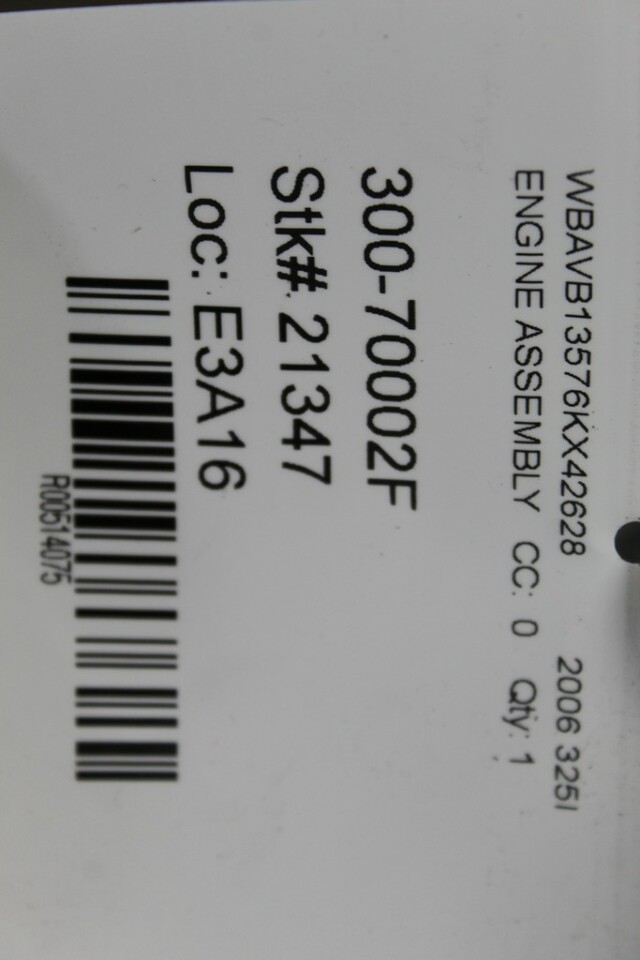 WBAVB13576KX42628 2006 325I
ENGINE ASSEMBLY CC: 0 Qty: 1
300-70002F
Stk# 21347
Loc: E3A16
R00514075